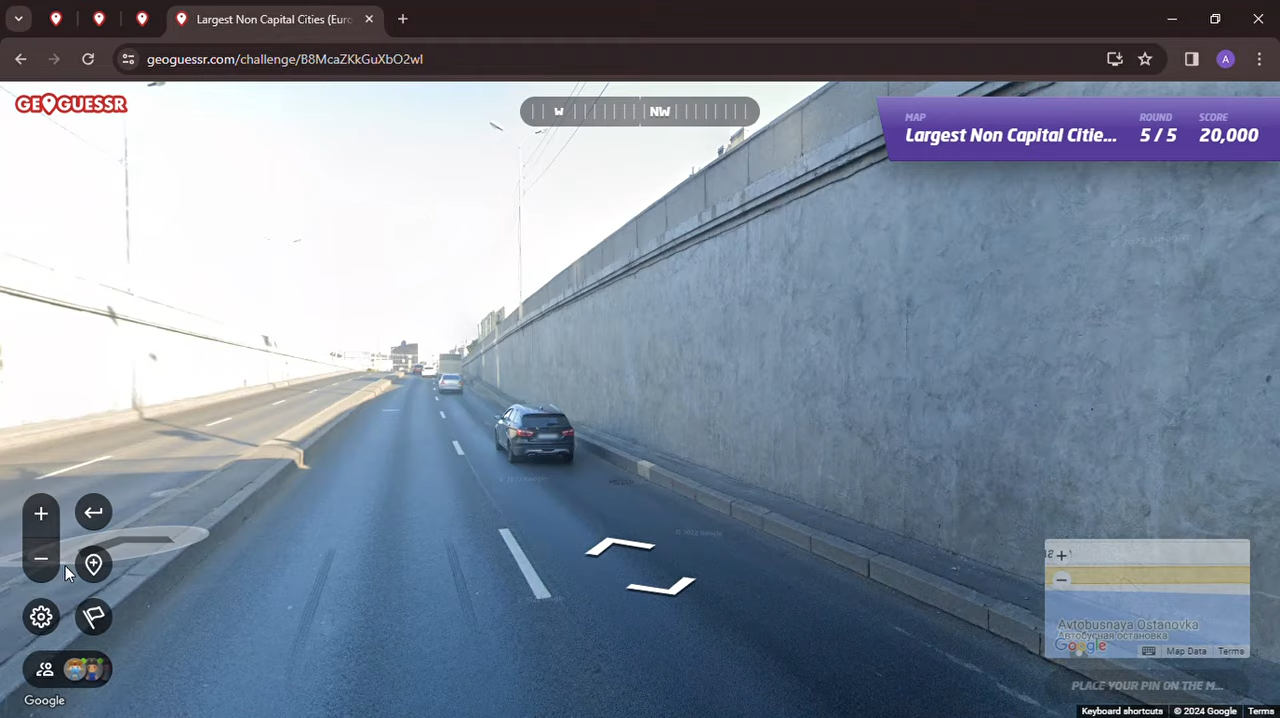 Largest Non Capital Cities (Euro
geoguessr.com/challenge/B8McaZKkGuXbO2wI
A
GEOGUESSR
W
NW
MAP
Largest Non Capital Citie...
ROUND
5 / 5
SCORE
20,000
Avtobusnaya Ostanovka
Автобусная остановка
Google
Map Data
Terms
PLACE YOUR PIN ON THE M...
Google
Keyboard shortcuts
© 2024 Google
Terms